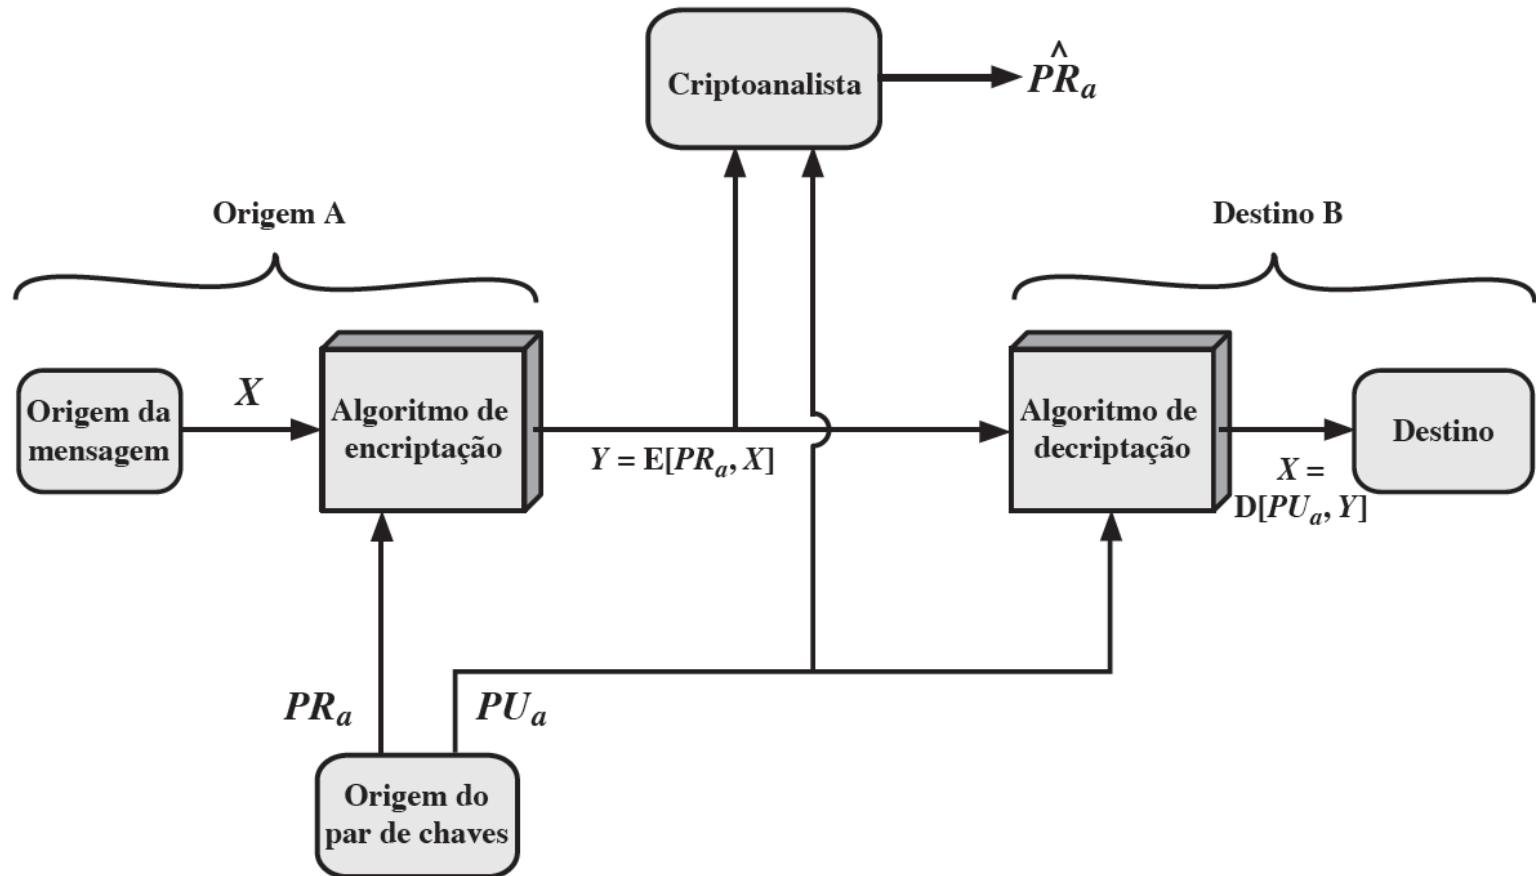 Criptoanalista
P̂Rₐ
Origem A
Destino B
Origem da
mensagem
X
Algoritmo de
encriptação
Y = E[PRₐ, X]
Algoritmo de
decriptação
X =
D[PUₐ, Y]
Destino
PRₐ
PUₐ
Origem do
par de chaves